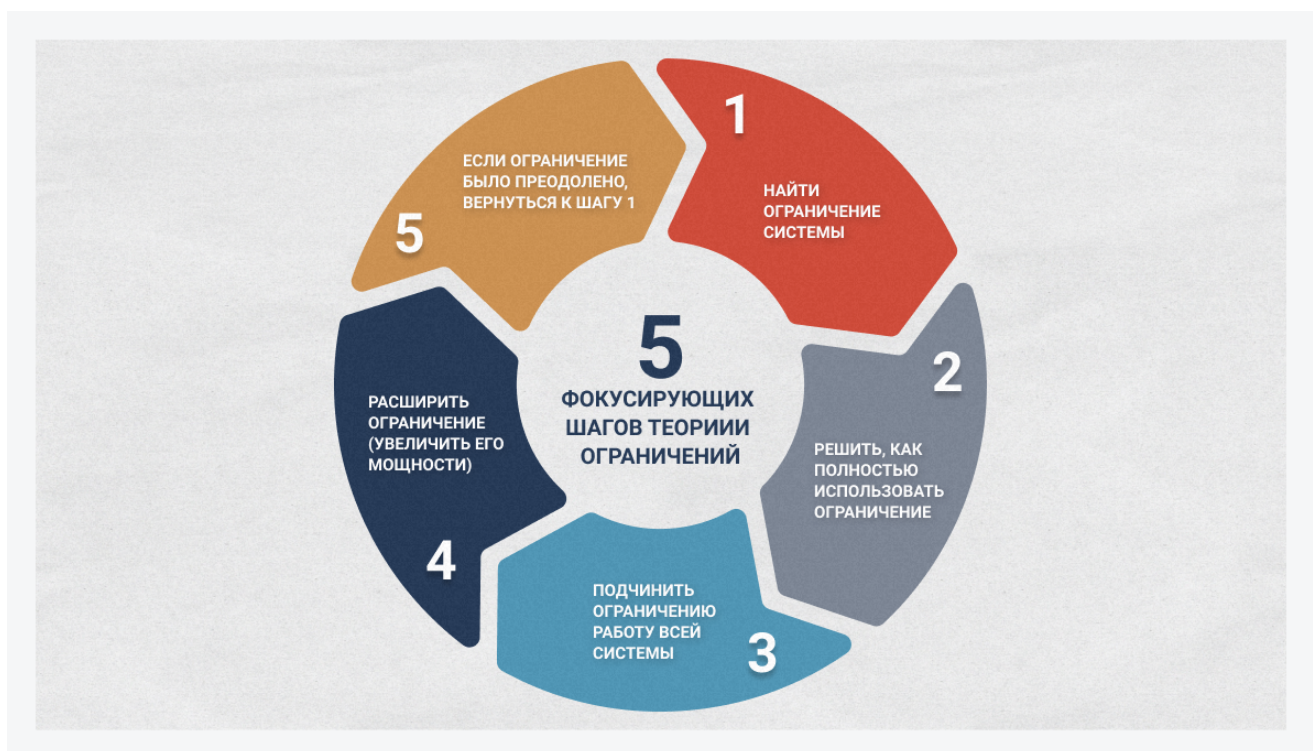 5
ФОКУСИРУЮЩИХ
ШАГОВ ТЕОРИИИ
ОГРАНИЧЕНИЙ
1
НАЙТИ
ОГРАНИЧЕНИЕ
СИСТЕМЫ
2
РЕШИТЬ, КАК
ПОЛНОСТЬЮ
ИСПОЛЬЗОВАТЬ
ОГРАНИЧЕНИЕ
ПОДЧИНИТЬ
ОГРАНИЧЕНИЮ
РАБОТУ ВСЕЙ
СИСТЕМЫ
3
РАСШИРИТЬ
ОГРАНИЧЕНИЕ
(УВЕЛИЧИТЬ ЕГО
МОЩНОСТИ)
4
ЕСЛИ ОГРАНИЧЕНИЕ
БЫЛО ПРЕОДОЛЕНО,
ВЕРНУТЬСЯ К ШАГУ 1
5